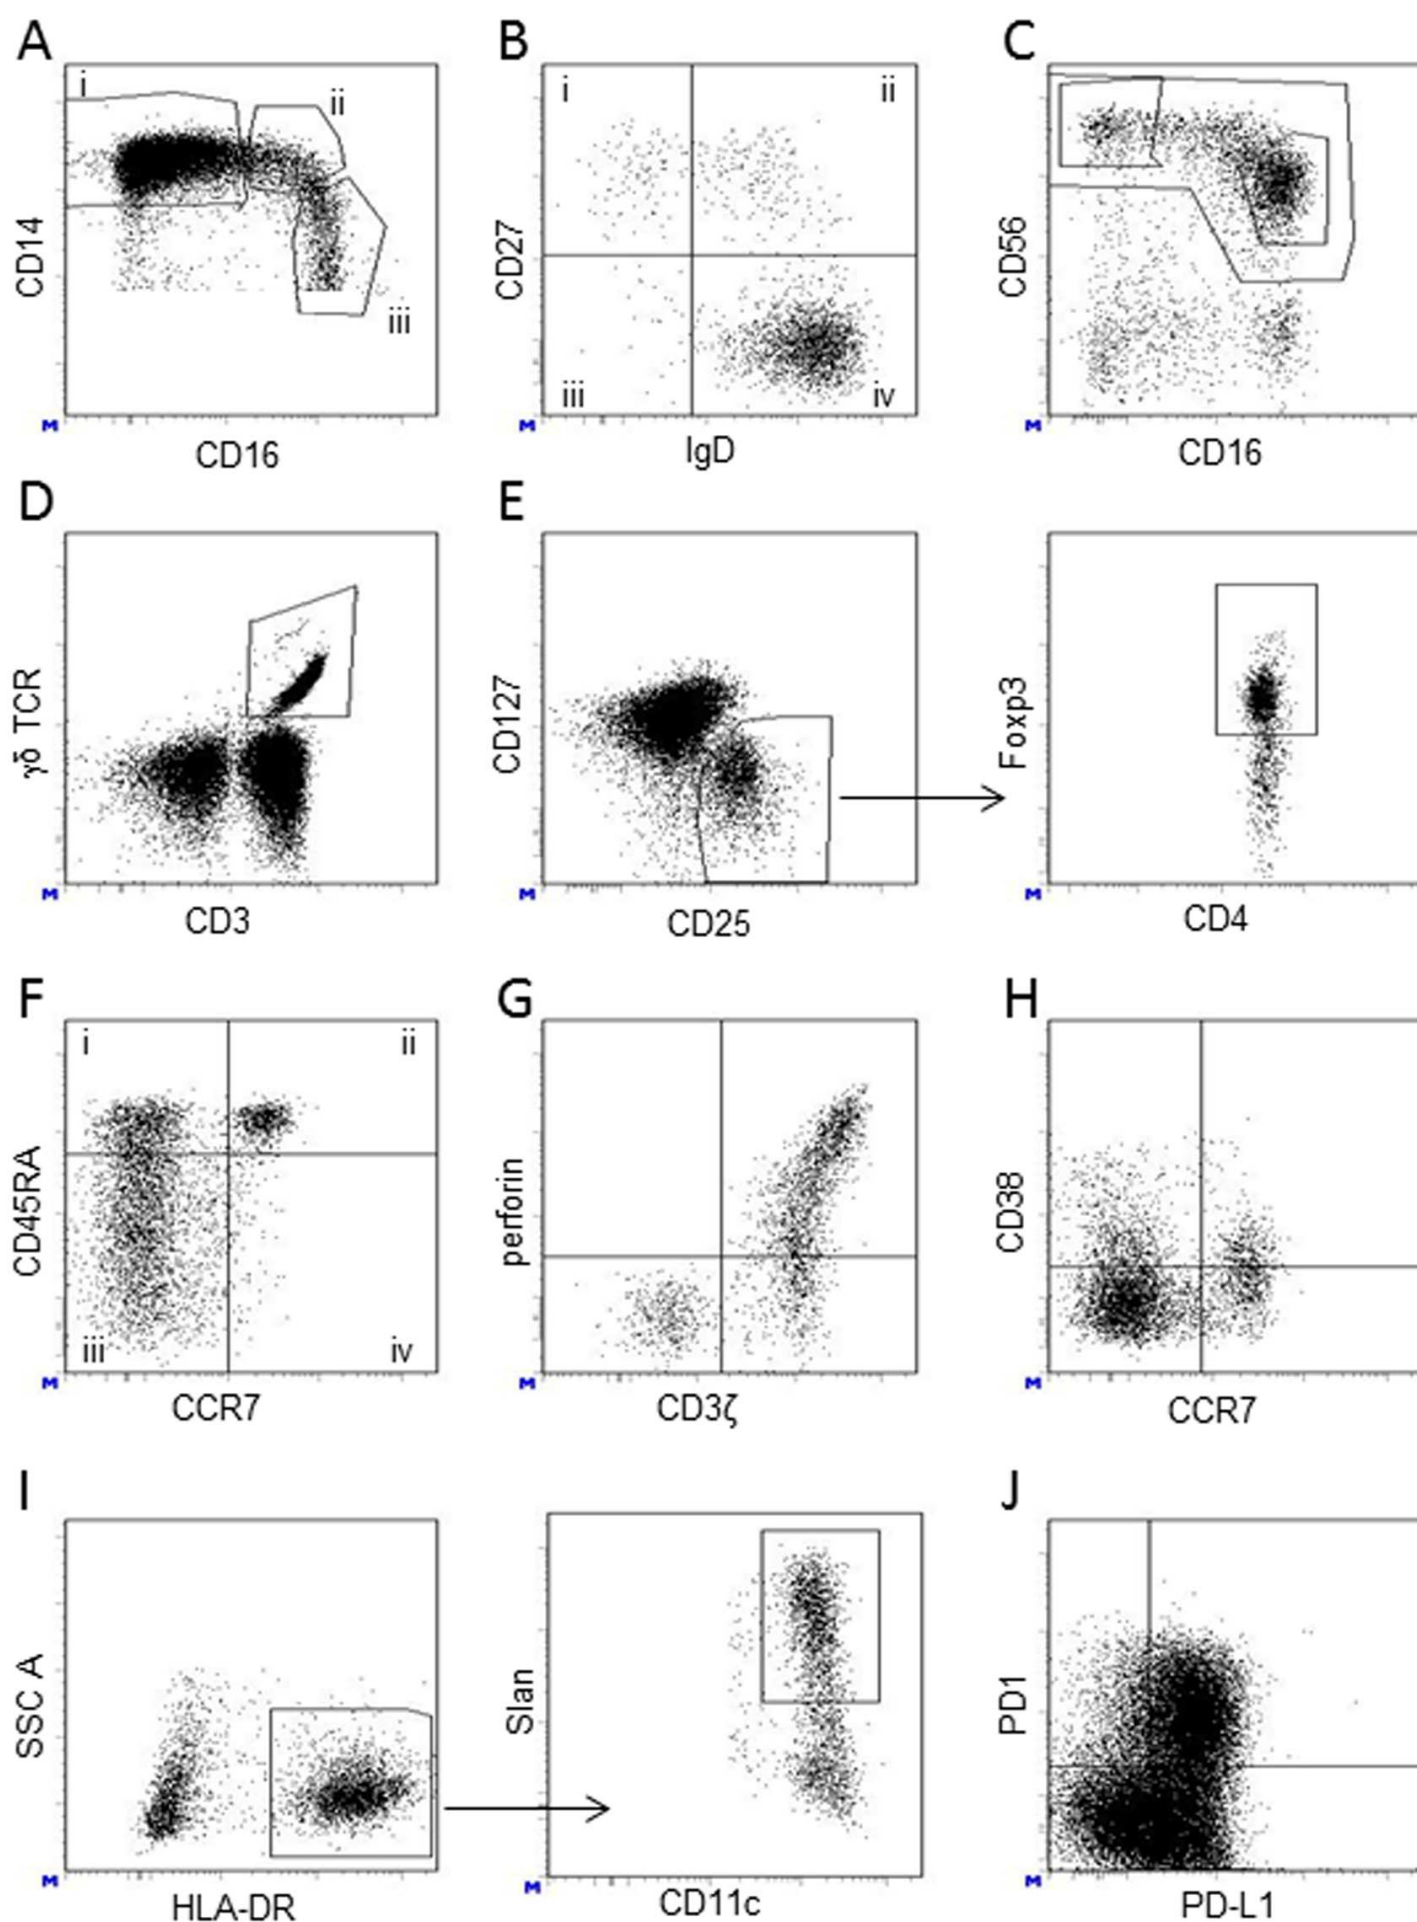 A
B
C
i
ii
iii
CD14
CD16
M
i
ii
iii
iv
CD27
IgD
M
CD56
CD16
M
D
E
γδ TCR
CD3
M
CD127
CD25
M
Foxp3
CD4
M
F
G
H
i
ii
iii
iv
CD45RA
CCR7
M
perforin
CD3ζ
M
CD38
CCR7
M
I
J
SSC A
HLA-DR
M
Slan
CD11c
M
PD1
PD-L1
M